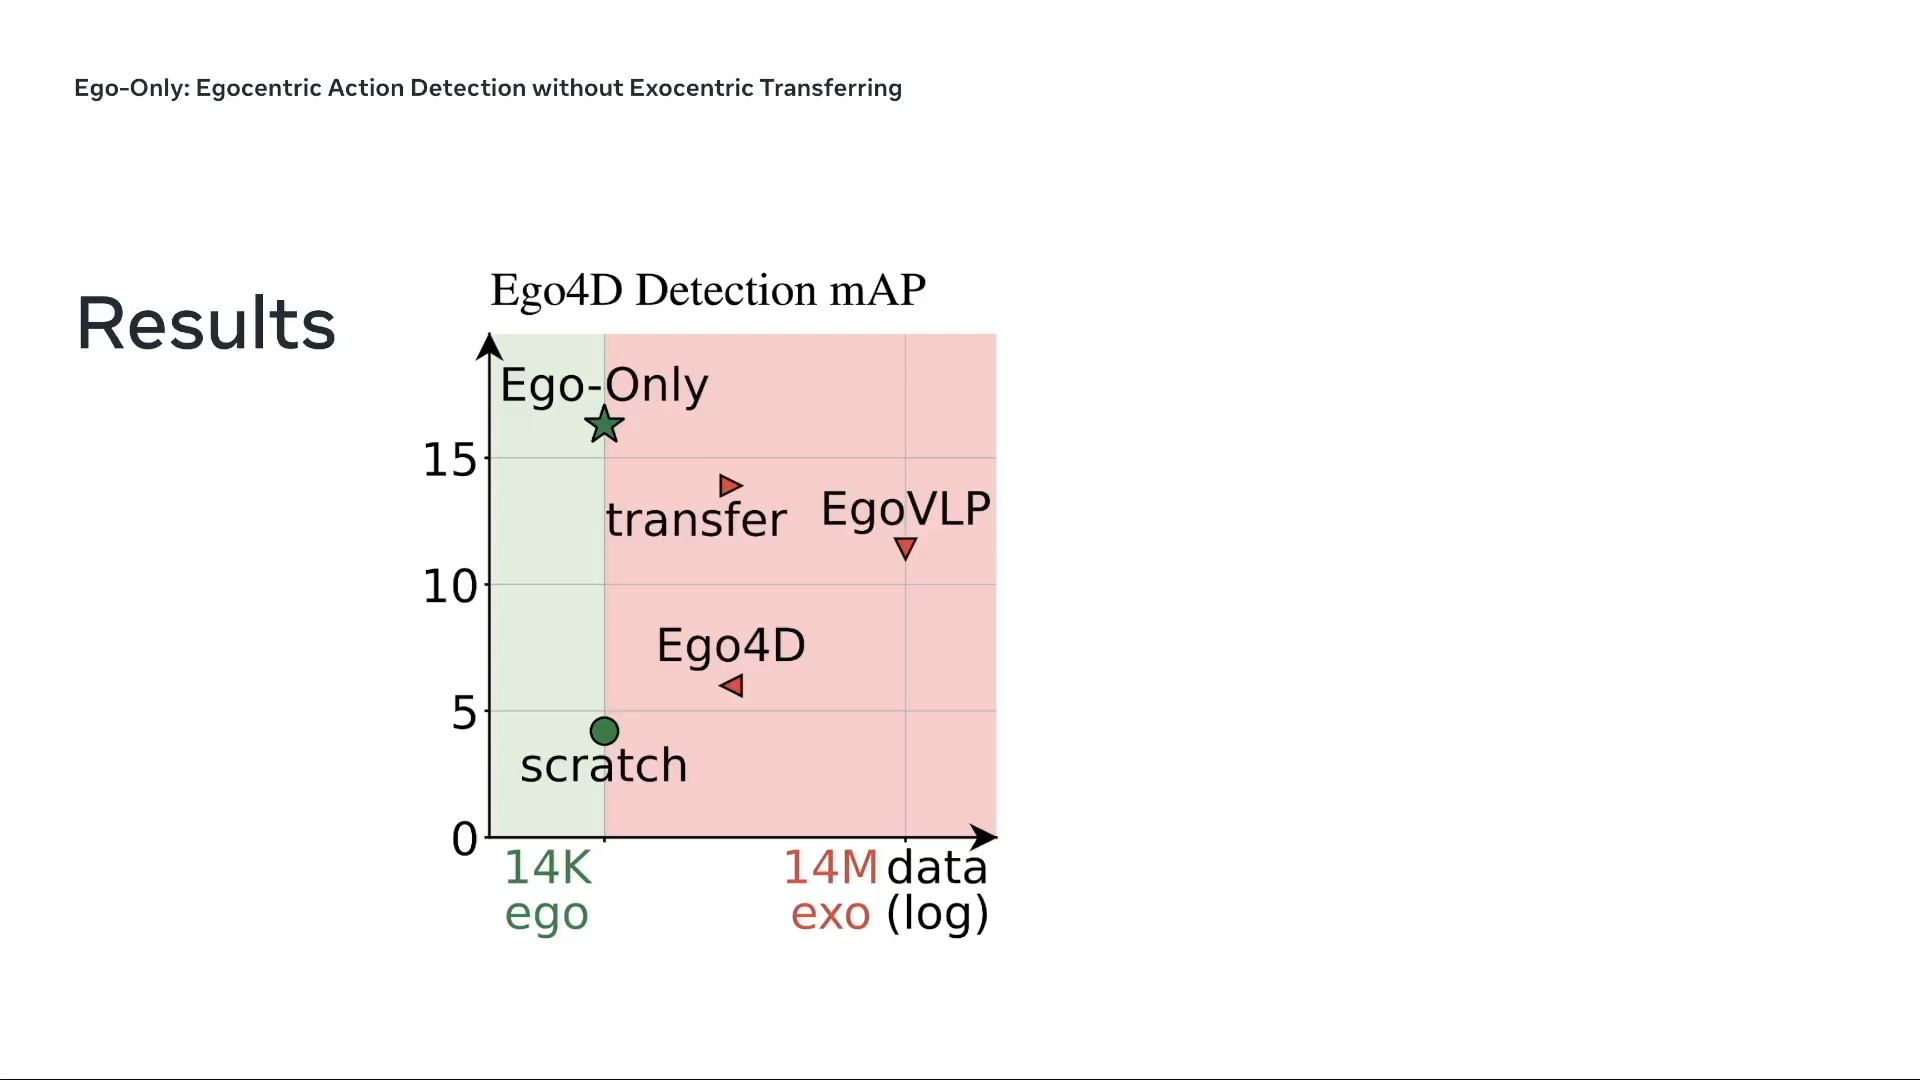 Ego-Only: Egocentric Action Detection without Exocentric Transferring
Results
Ego4D Detection mAP
Ego-Only
15
transfer
EgoVLP
10
Ego4D
5
scratch
0
14K
ego
14M
exo
data
(log)